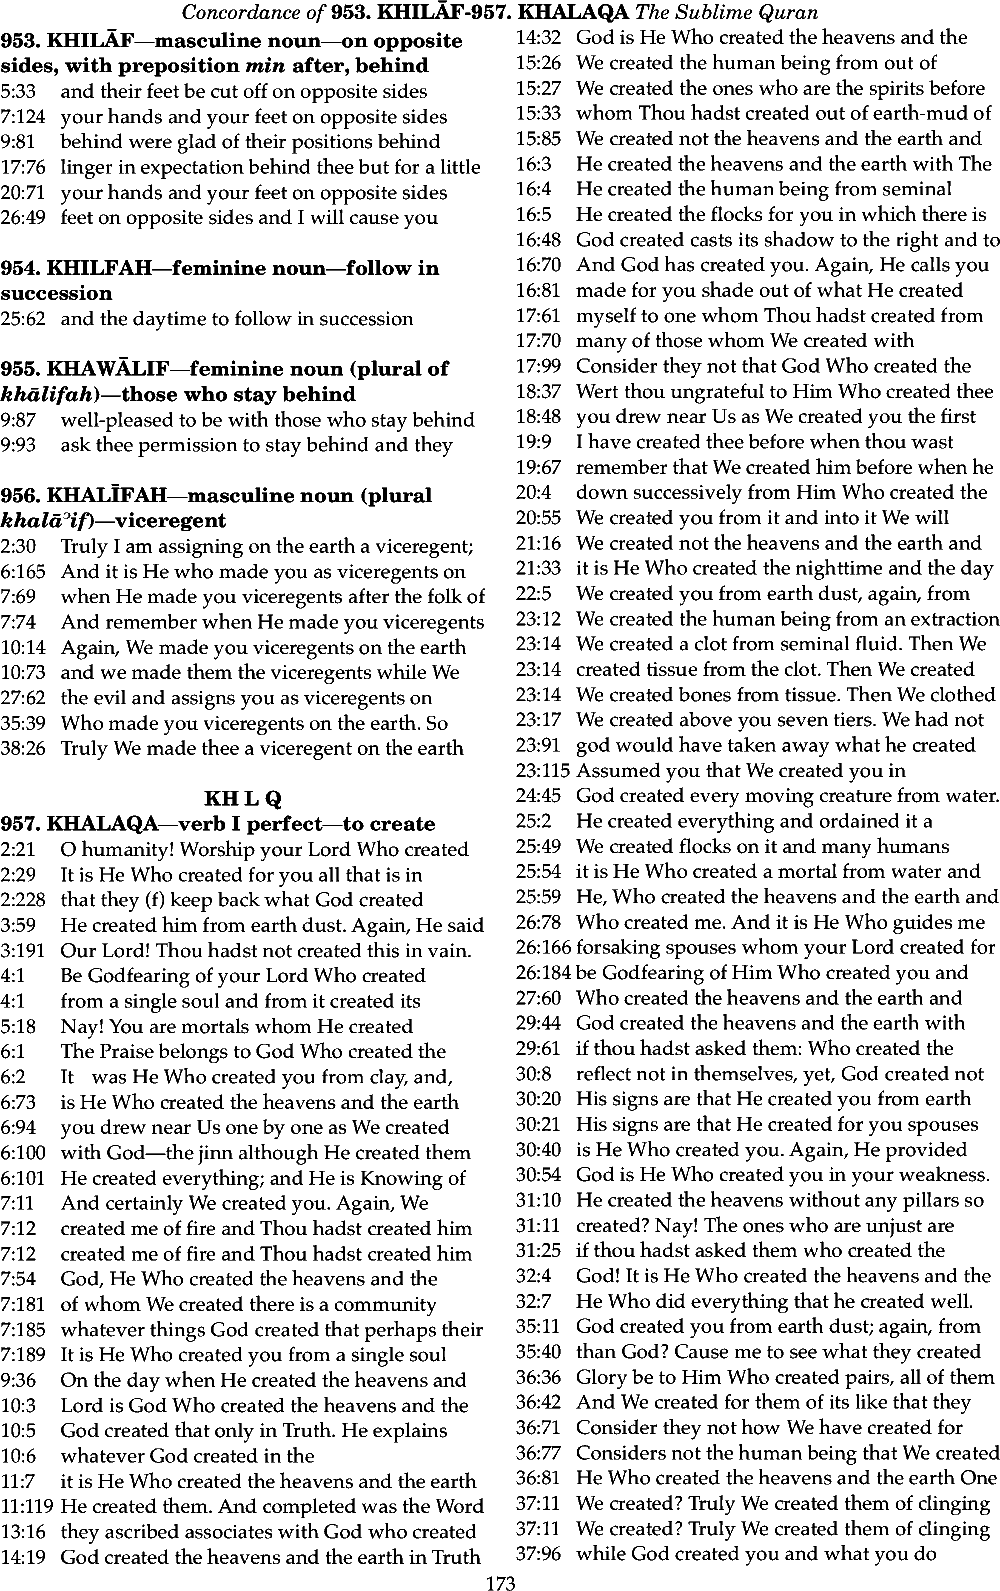 Concordance of 953. KHILĀF-957. KHALAQA The Sublime Quran
953. KHILĀF—masculine noun—on opposite
sides, with preposition min after, behind
5:33 and their feet be cut off on opposite sides
7:124 your hands and your feet on opposite sides
9:81 behind were glad of their positions behind
17:76 linger in expectation behind thee but for a little
20:71 your hands and your feet on opposite sides
26:49 feet on opposite sides and I will cause you
954. KHILFAH—feminine noun—follow in
succession
25:62 and the daytime to follow in succession
955. KHAWĀLIF—feminine noun (plural of
khālifah)—those who stay behind
9:87 well-pleased to be with those who stay behind
9:93 ask thee permission to stay behind and they
956. KHALĪFAH—masculine noun (plural
khalāʾif)—viceregent
2:30 Truly I am assigning on the earth a viceregent;
6:165 And it is He who made you as viceregents on
7:69 when He made you viceregents after the folk of
7:74 And remember when He made you viceregents
10:14 Again, We made you viceregents on the earth
10:73 and we made them the viceregents while We
27:62 the evil and assigns you as viceregents on
35:39 Who made you viceregents on the earth. So
38:26 Truly We made thee a viceregent on the earth
KH L Q
957. KHALAQA—verb I perfect—to create
2:21 O humanity! Worship your Lord Who created
2:29 It is He Who created for you all that is in
2:228 that they (f) keep back what God created
3:59 He created him from earth dust. Again, He said
3:191 Our Lord! Thou hadst not created this in vain.
4:1 Be Godfearing of your Lord Who created
4:1 from a single soul and from it created its
5:18 Nay! You are mortals whom He created
6:1 The Praise belongs to God Who created the
6:2 It was He Who created you from clay, and,
6:73 is He Who created the heavens and the earth
6:94 you drew near Us one by one as We created
6:100 with God—the jinn although He created them
6:101 He created everything; and He is Knowing of
7:11 And certainly We created you. Again, We
7:12 created me of fire and Thou hadst created him
7:12 created me of fire and Thou hadst created him
7:54 God, He Who created the heavens and the
7:181 of whom We created there is a community
7:185 whatever things God created that perhaps their
7:189 It is He Who created you from a single soul
9:36 On the day when He created the heavens and
10:3 Lord is God Who created the heavens and the
10:5 God created that only in Truth. He explains
10:6 whatever God created in the
11:7 it is He Who created the heavens and the earth
11:119 He created them. And completed was the Word
13:16 they ascribed associates with God who created
14:19 God created the heavens and the earth in Truth
14:32 God is He Who created the heavens and the
15:26 We created the human being from out of
15:27 We created the ones who are the spirits before
15:33 whom Thou hadst created out of earth-mud of
15:85 We created not the heavens and the earth and
16:3 He created the heavens and the earth with The
16:4 He created the human being from seminal
16:5 He created the flocks for you in which there is
16:48 God created casts its shadow to the right and to
16:70 And God has created you. Again, He calls you
16:81 made for you shade out of what He created
17:61 myself to one whom Thou hadst created from
17:70 many of those whom We created with
17:99 Consider they not that God Who created the
18:37 Wert thou ungrateful to Him Who created thee
18:48 you drew near Us as We created you the first
19:9 I have created thee before when thou wast
19:67 remember that We created him before when he
20:4 down successively from Him Who created the
20:55 We created you from it and into it We will
21:16 We created not the heavens and the earth and
21:33 it is He Who created the nighttime and the day
22:5 We created you from earth dust, again, from
23:12 We created the human being from an extraction
23:14 We created a clot from seminal fluid. Then We
23:14 created tissue from the clot. Then We created
23:14 We created bones from tissue. Then We clothed
23:17 We created above you seven tiers. We had not
23:91 god would have taken away what he created
23:115 Assumed you that We created you in
24:45 God created every moving creature from water.
25:2 He created everything and ordained it a
25:49 We created flocks on it and many humans
25:54 it is He Who created a mortal from water and
25:59 He, Who created the heavens and the earth and
26:78 Who created me. And it is He Who guides me
26:166 forsaking spouses whom your Lord created for
26:184 be Godfearing of Him Who created you and
27:60 Who created the heavens and the earth and
29:44 God created the heavens and the earth with
29:61 if thou hadst asked them: Who created the
30:8 reflect not in themselves, yet, God created not
30:20 His signs are that He created you from earth
30:21 His signs are that He created for you spouses
30:40 is He Who created you. Again, He provided
30:54 God is He Who created you in your weakness.
31:10 He created the heavens without any pillars so
31:11 created? Nay! The ones who are unjust are
31:25 if thou hadst asked them who created the
32:4 God! It is He Who created the heavens and the
32:7 He Who did everything that he created well.
35:11 God created you from earth dust; again, from
35:40 than God? Cause me to see what they created
36:36 Glory be to Him Who created pairs, all of them
36:42 And We created for them of its like that they
36:71 Consider they not how We have created for
36:77 Considers not the human being that We created
36:81 He Who created the heavens and the earth One
37:11 We created? Truly We created them of clinging
37:11 We created? Truly We created them of clinging
37:96 while God created you and what you do
173